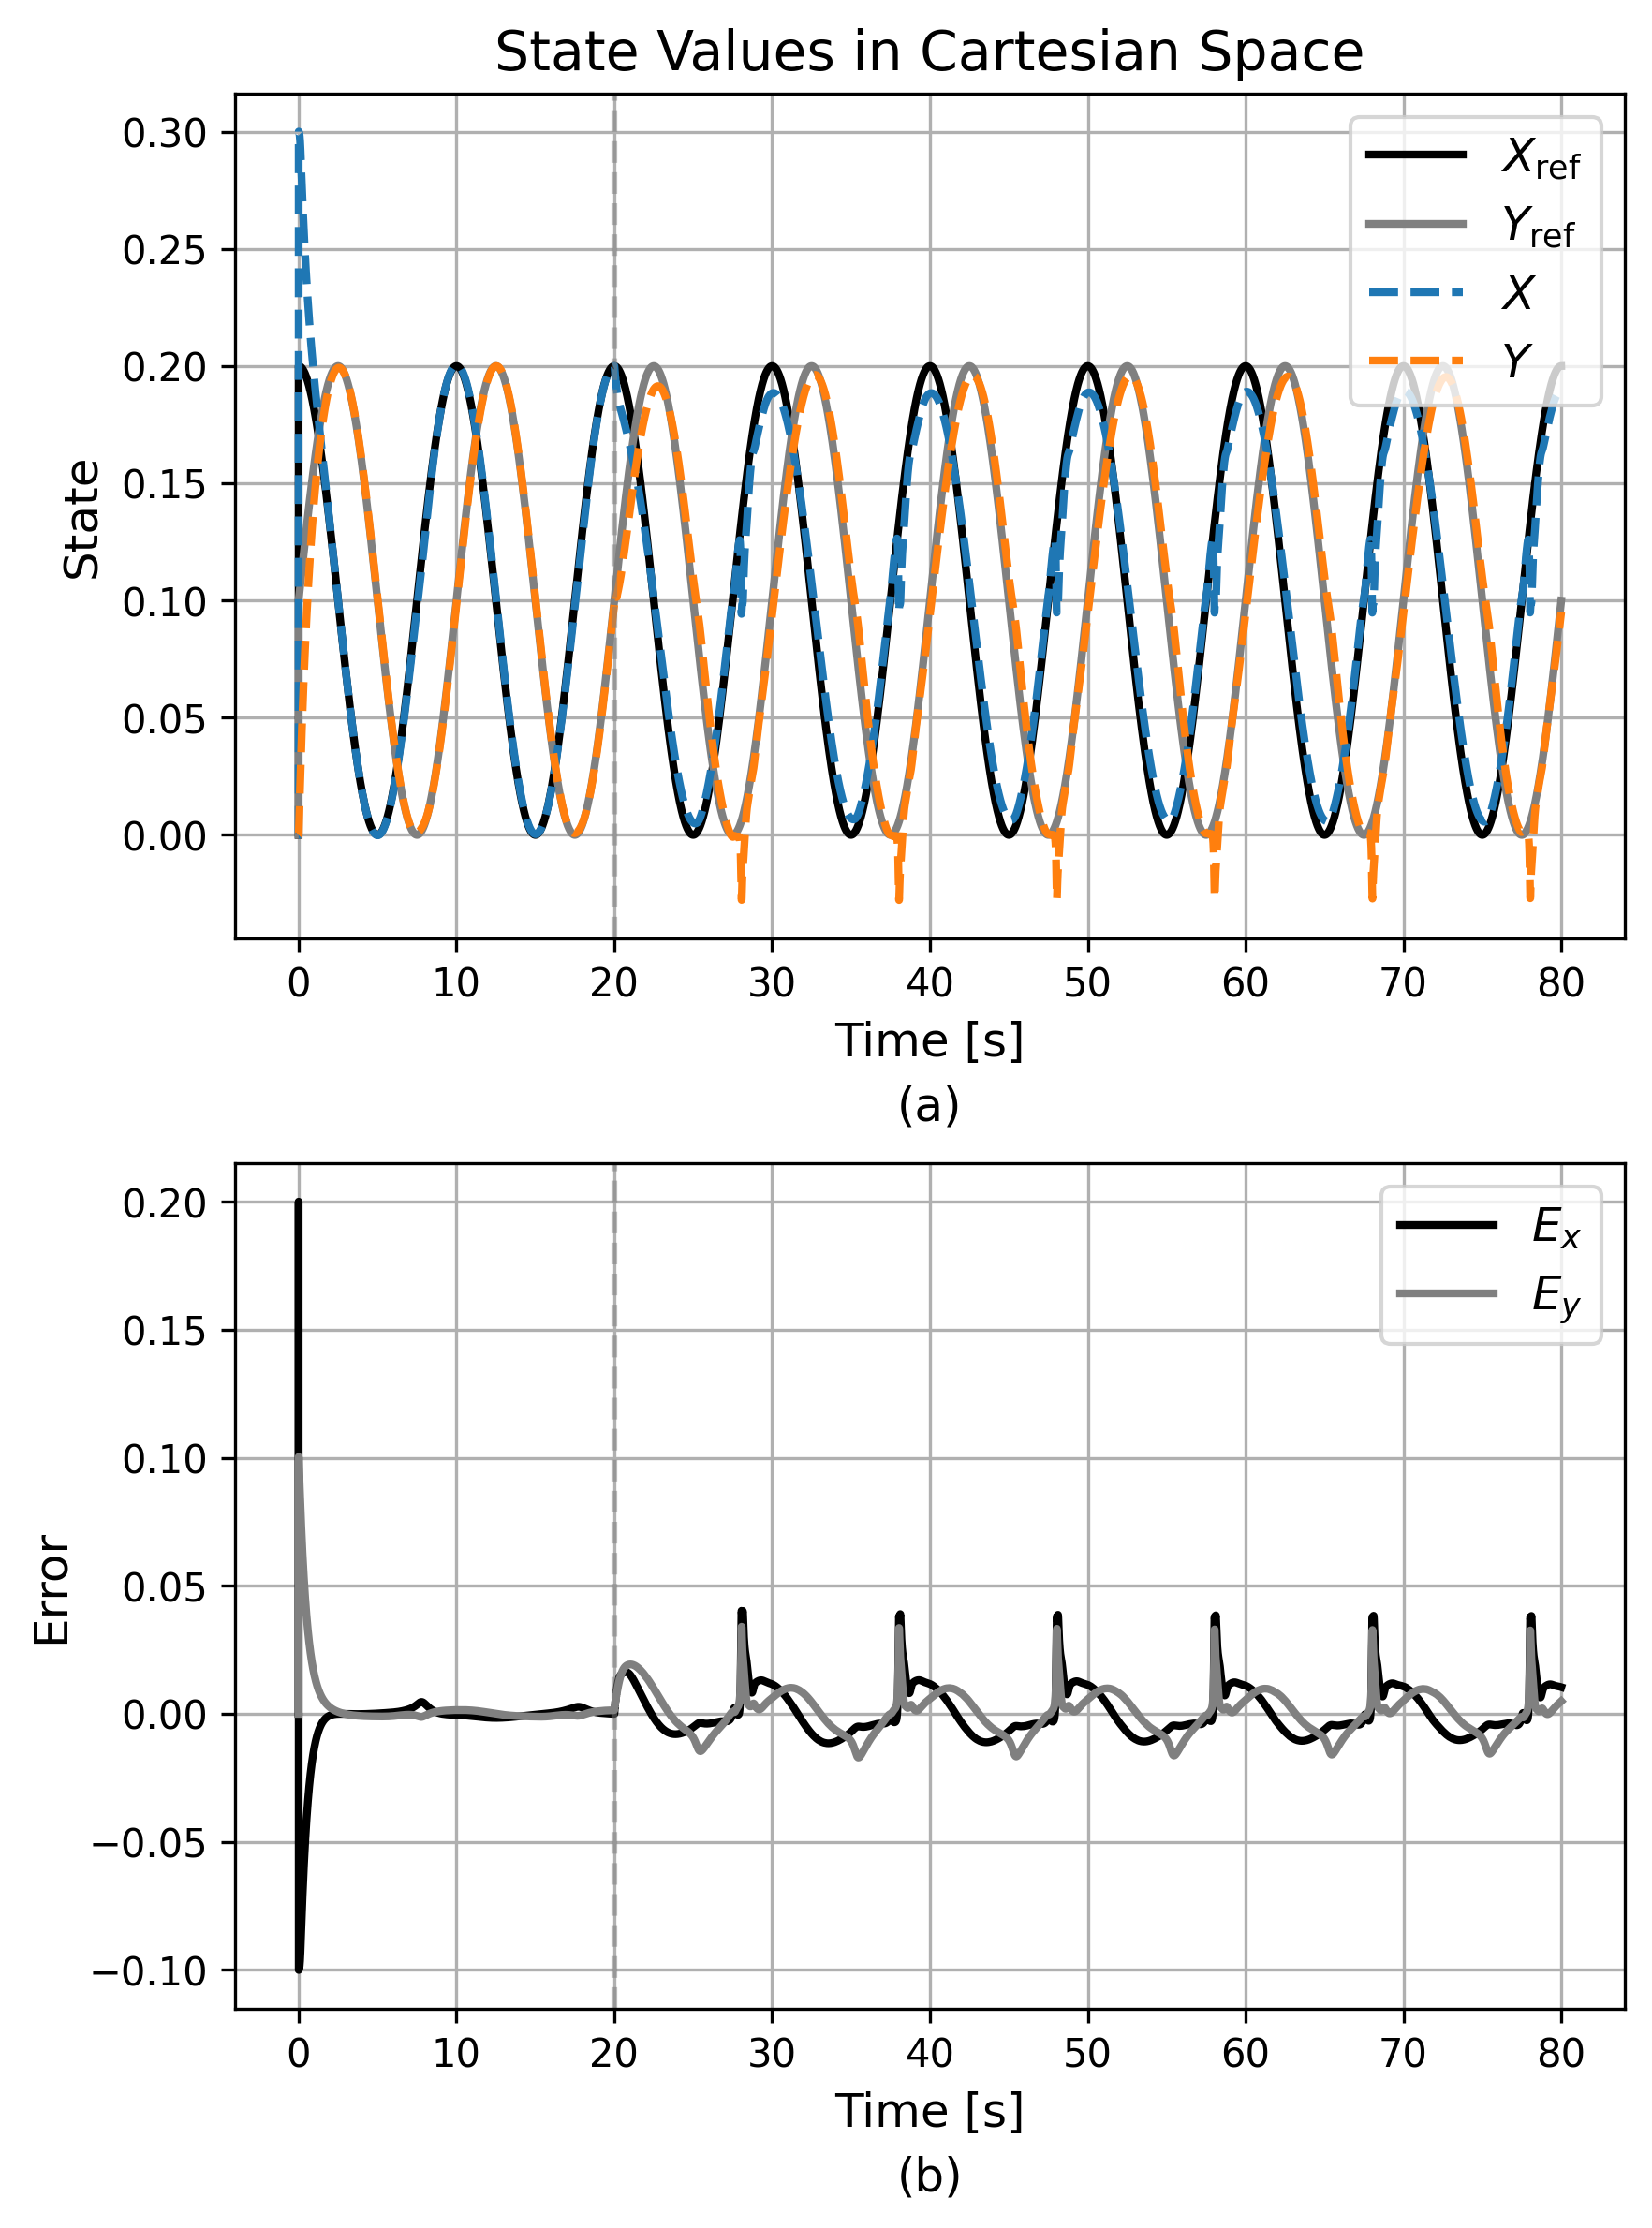 State Values in Cartesian Space
0.30
0.25
0.20
0.15
0.10
0.05
0.00
State
X_ref
Y_ref
X
Y
0 10 20 30 40 50 60 70 80
Time [s]
(a)
0.20
0.15
0.10
0.05
0.00
−0.05
−0.10
Error
E_x
E_y
0 10 20 30 40 50 60 70 80
Time [s]
(b)